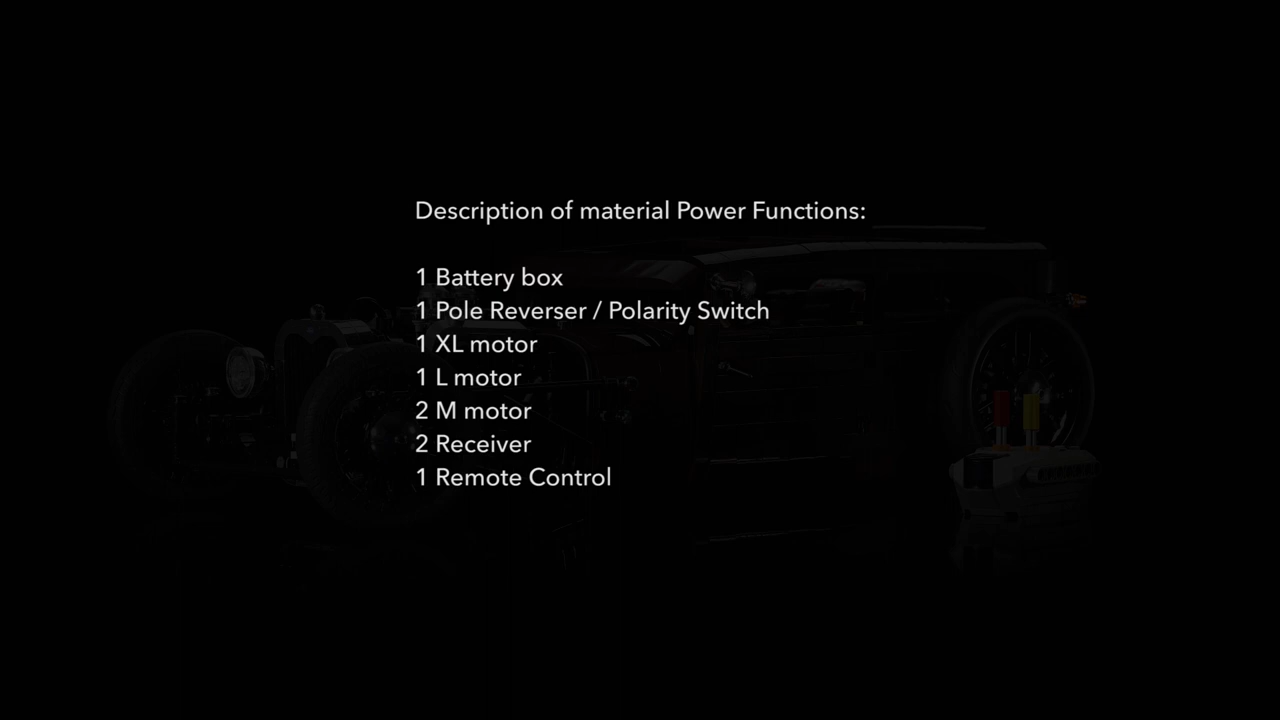 Description of material Power Functions:
1 Battery box
1 Pole Reverser / Polarity Switch
1 XL motor
1 L motor
2 M motor
2 Receiver
1 Remote Control